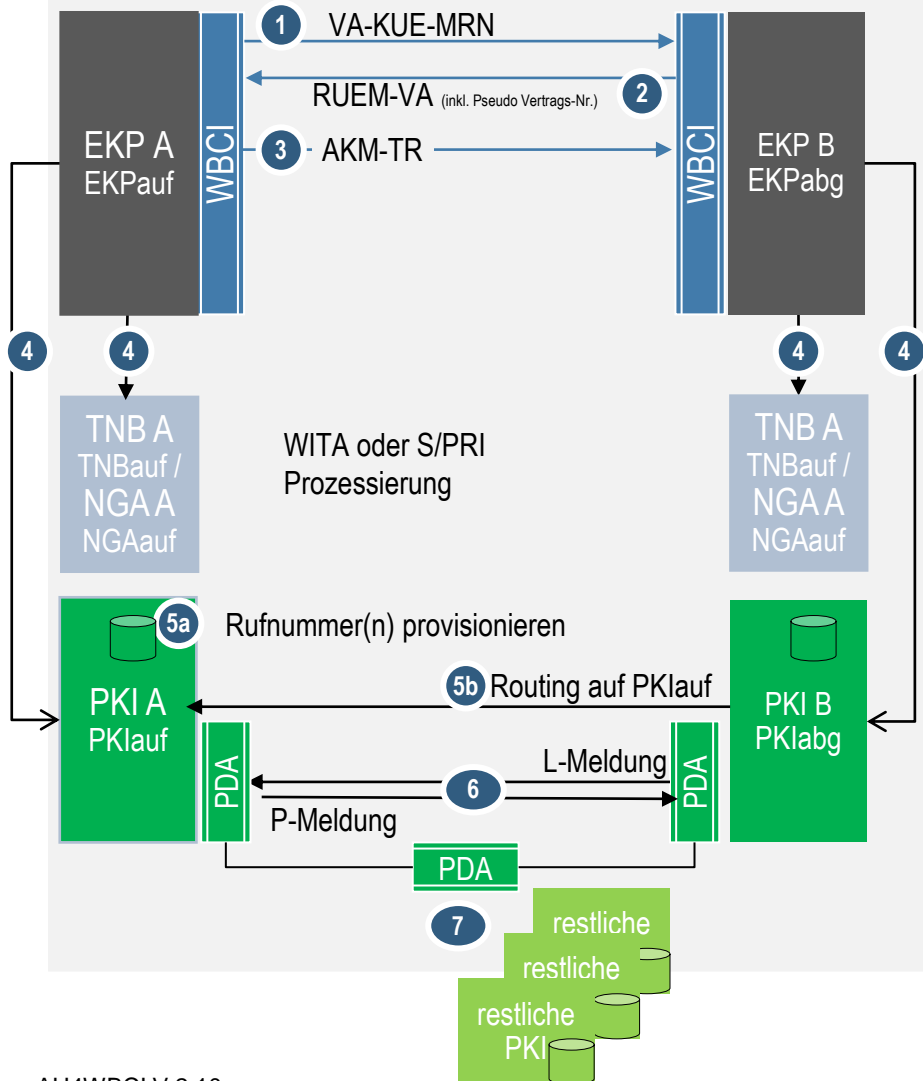 1 VA-KUE-MRN
RUEM-VA (inkl. Pseudo Vertrags-Nr.) 2
3 AKM-TR
EKP A
EKPauf
WBCI
WBCI
EKP B
EKPabg
4
4
4
4
TNB A
TNBauf /
NGA A
NGAauf
WITA oder S/PRI
Prozessierung
TNB A
TNBauf /
NGA A
NGAauf
5a Rufnummer(n) provisionieren
5b Routing auf PKIauf
PKI A
PKIauf
PKI B
PKIabg
PDA
L-Meldung
6
P-Meldung
PDA
PDA
7
restliche
restliche
restliche
PKI